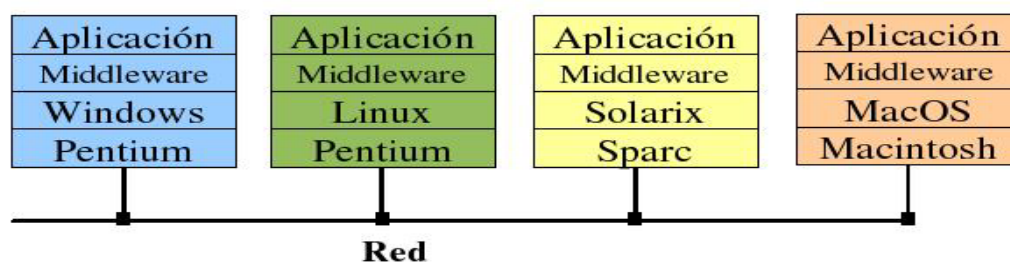 Aplicación
Middleware
Windows
Pentium
Aplicación
Middleware
Linux
Pentium
Aplicación
Middleware
Solarix
Sparc
Aplicación
Middleware
MacOS
Macintosh
Red